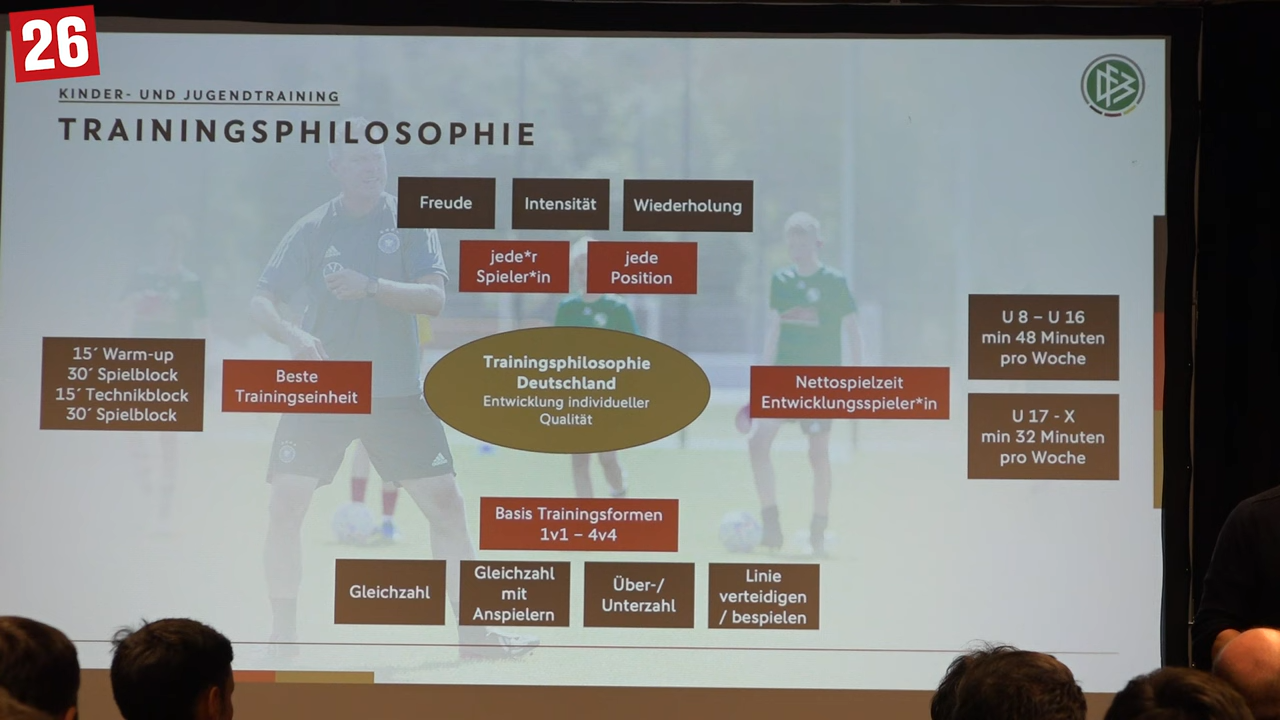 26
KINDER- UND JUGENDTRAINING
TRAININGSPHILOSOPHIE
DFB
Freude
Intensität
Wiederholung
jede*r
Spieler*in
jede
Position
15´ Warm-up
30´ Spielblock
15´ Technikblock
30´ Spielblock
Beste
Trainingseinheit
Trainingsphilosophie
Deutschland
Entwicklung individueller
Qualität
Nettospielzeit
Entwicklungsspieler*in
U 8 – U 16
min 48 Minuten
pro Woche
U 17 - X
min 32 Minuten
pro Woche
Basis Trainingsformen
1v1 – 4v4
Gleichzahl
Gleichzahl
mit
Anspielern
Über-/
Unterzahl
Linie
verteidigen
/ bespielen